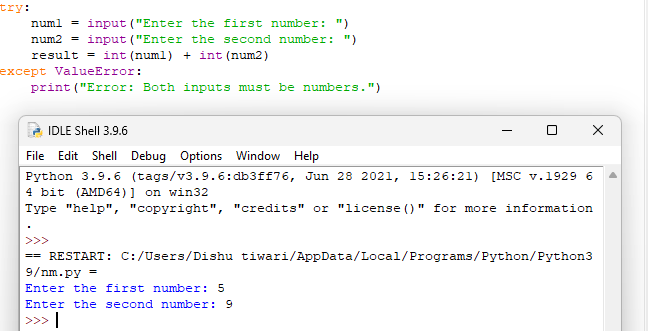 try:
    num1 = input("Enter the first number: ")
    num2 = input("Enter the second number: ")
    result = int(num1) + int(num2)
except ValueError:
    print("Error: Both inputs must be numbers.")
IDLE Shell 3.9.6
File Edit Shell Debug Options Window Help
Python 3.9.6 (tags/v3.9.6:db3ff76, Jun 28 2021, 15:26:21) [MSC v.1929 6
4 bit (AMD64)] on win32
Type "help", "copyright", "credits" or "license()" for more information
.
>>>
== RESTART: C:/Users/Dishu tiwari/AppData/Local/Programs/Python/Python3
9/nm.py =
Enter the first number: 5
Enter the second number: 9
>>>